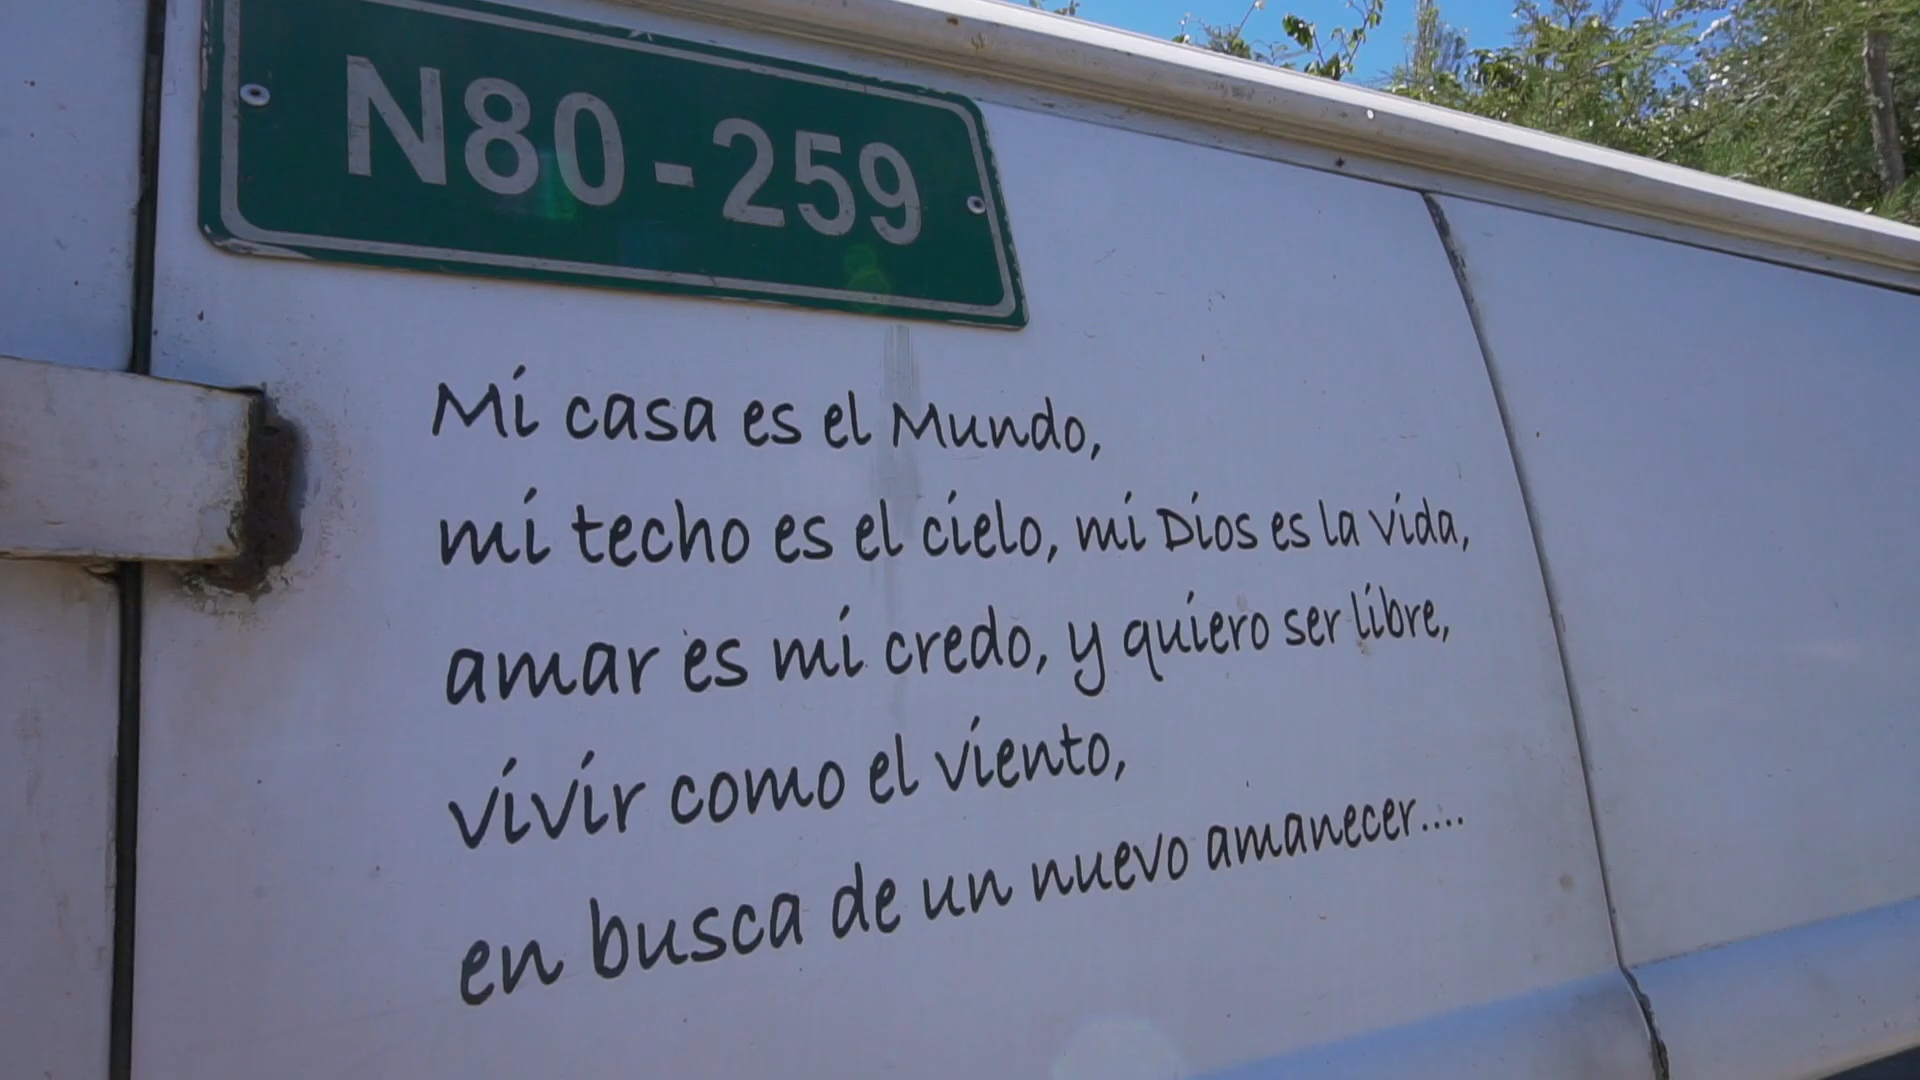 N80-259
Mi casa es el Mundo,
mi techo es el cielo, mi Dios es la vida,
amar es mi credo, y quiero ser libre,
vivir como el viento,
en busca de un nuevo amanecer....